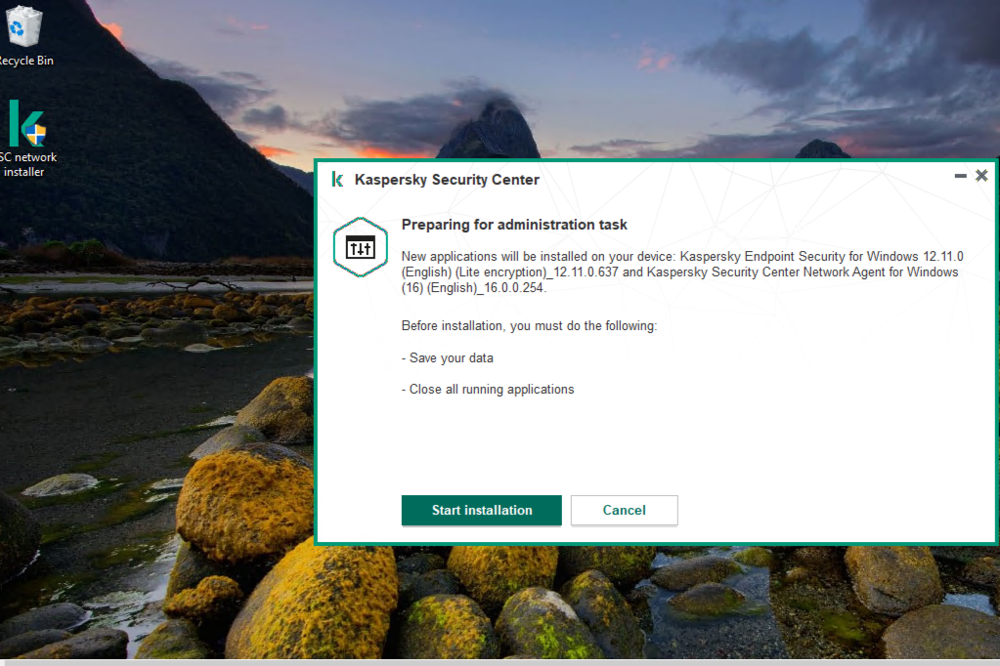 Recycle Bin
SC network
installer
Kaspersky Security Center
Preparing for administration task
New applications will be installed on your device: Kaspersky Endpoint Security for Windows 12.11.0
(English) (Lite encryption)_12.11.0.637 and Kaspersky Security Center Network Agent for Windows
(16) (English)_16.0.0.254.
Before installation, you must do the following:
- Save your data
- Close all running applications
Start installation
Cancel